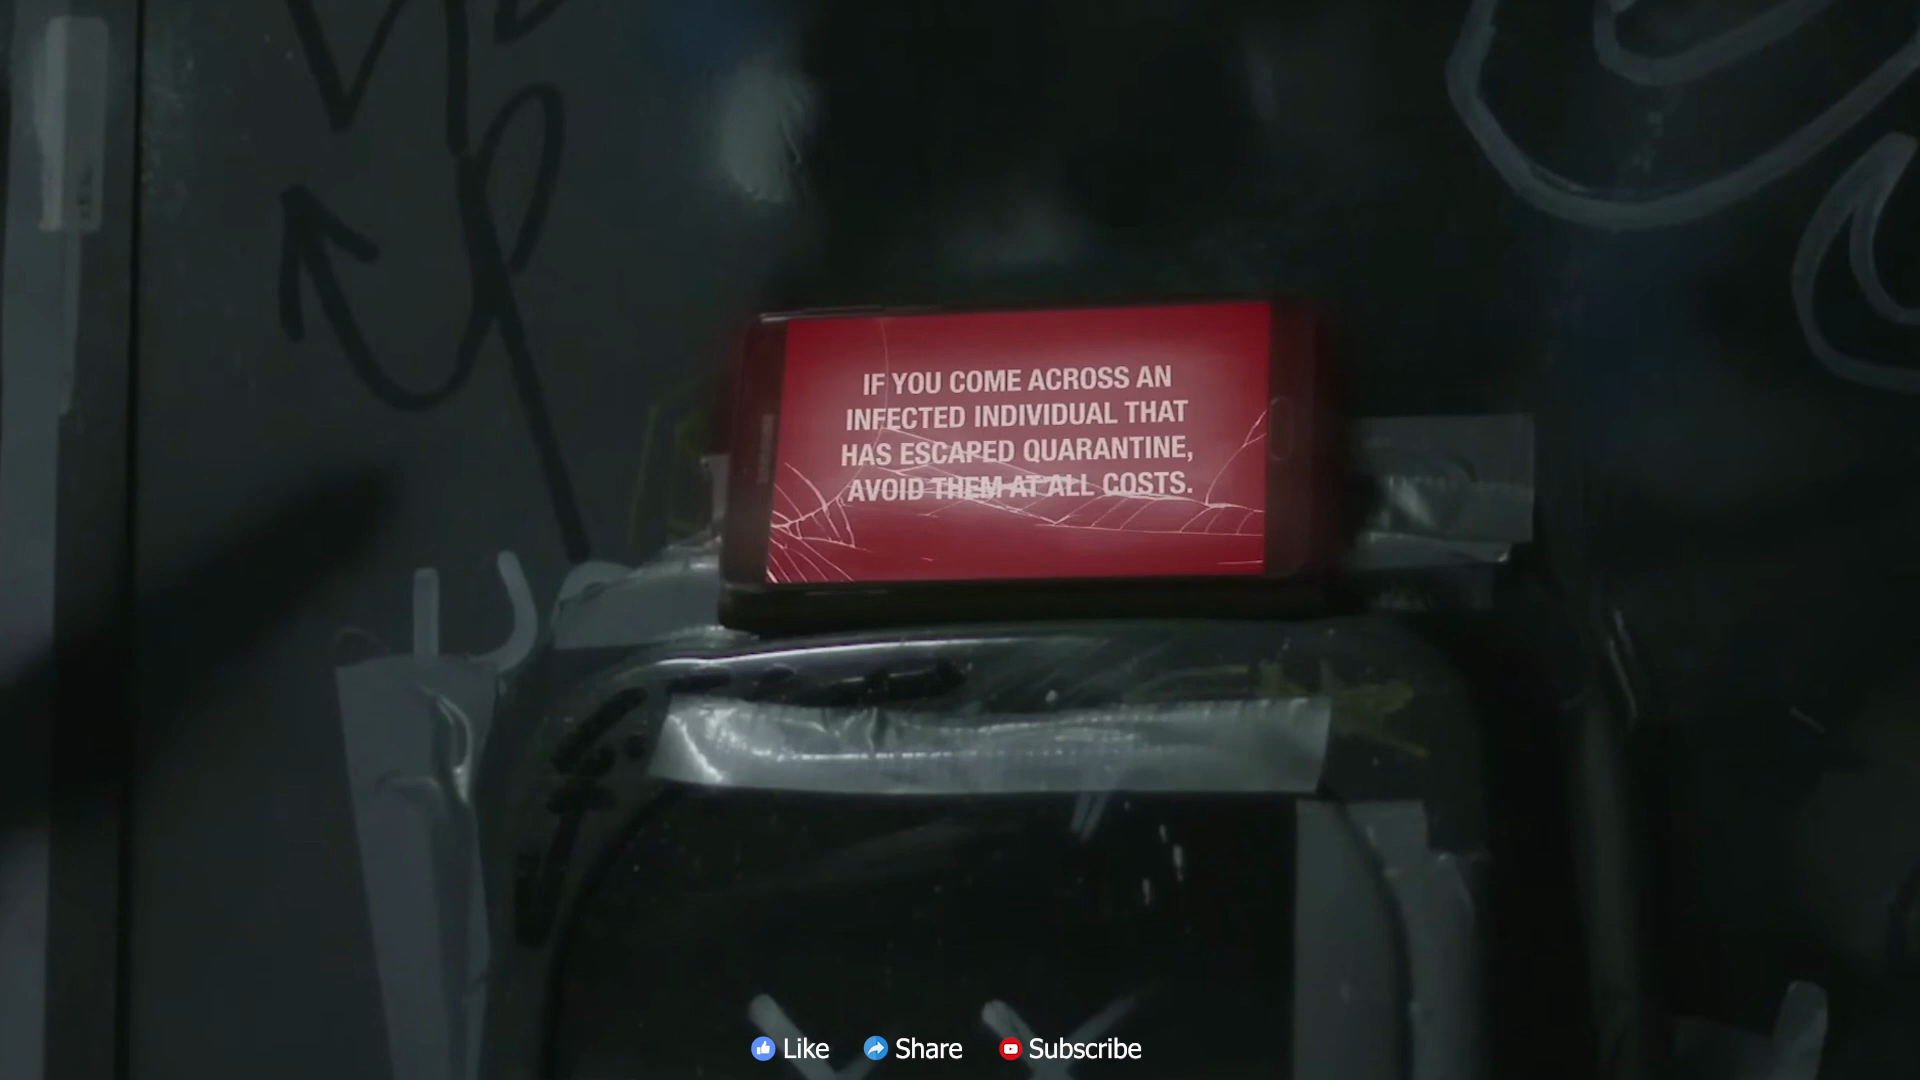 IF YOU COME ACROSS AN
INFECTED INDIVIDUAL THAT
HAS ESCAPED QUARANTINE,
AVOID THEM AT ALL COSTS.
Like Share Subscribe